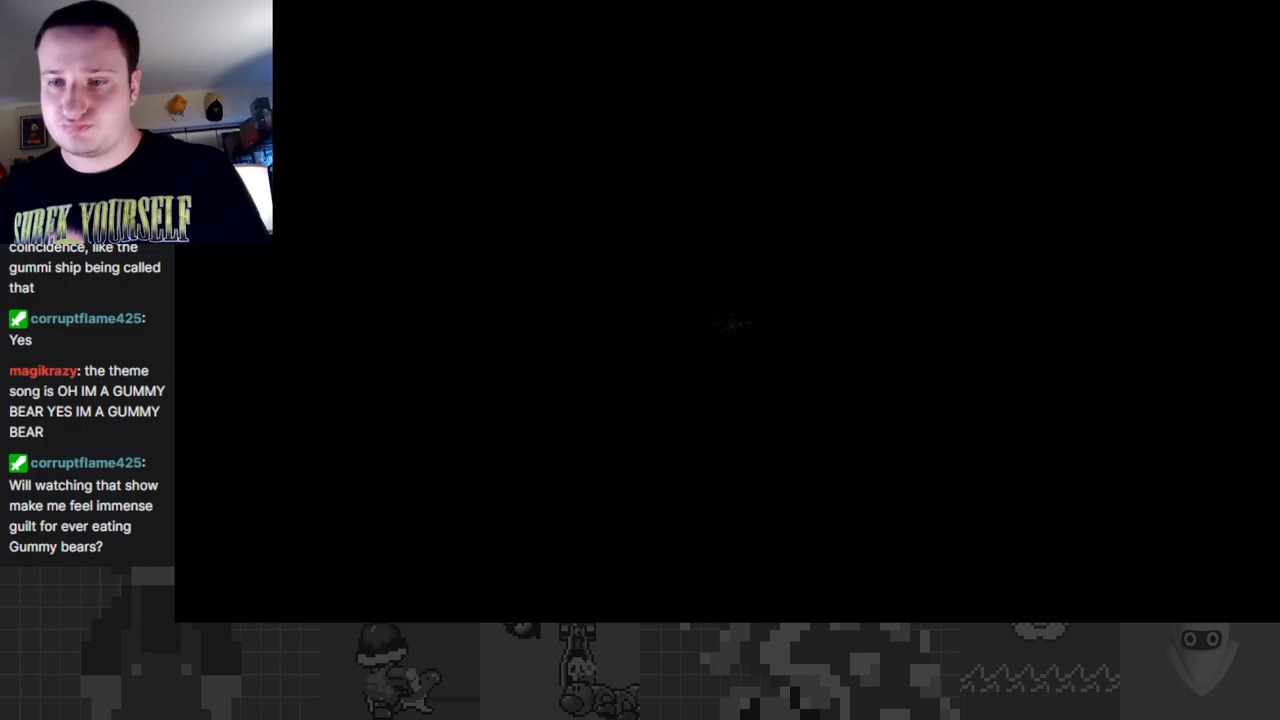 SHREK YOURSELF
coincidence, like the
gummi ship being called
that
corruptflame425:
Yes
magikrazy: the theme
song is OH IM A GUMMY
BEAR YES IM A GUMMY
BEAR
corruptflame425:
Will watching that show
make me feel immense
guilt for ever eating
Gummy bears?